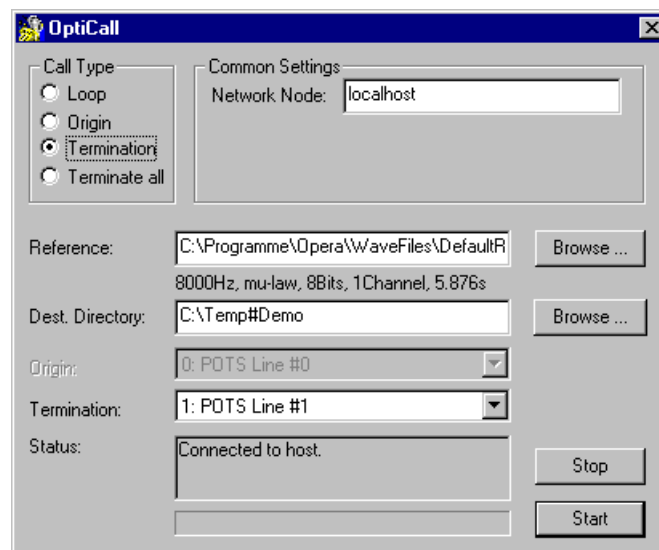 OptiCall
Call Type
Loop
Origin
Termination
Terminate all
Common Settings
Network Node: localhost
Reference: C:\Programme\Opera\WaveFiles\DefaultR Browse ...
8000Hz, mu-law, 8Bits, 1Channel, 5.876s
Dest. Directory: C:\Temp#Demo Browse ...
Origin: 0: POTS Line #0
Termination: 1: POTS Line #1
Status: Connected to host.
Stop
Start